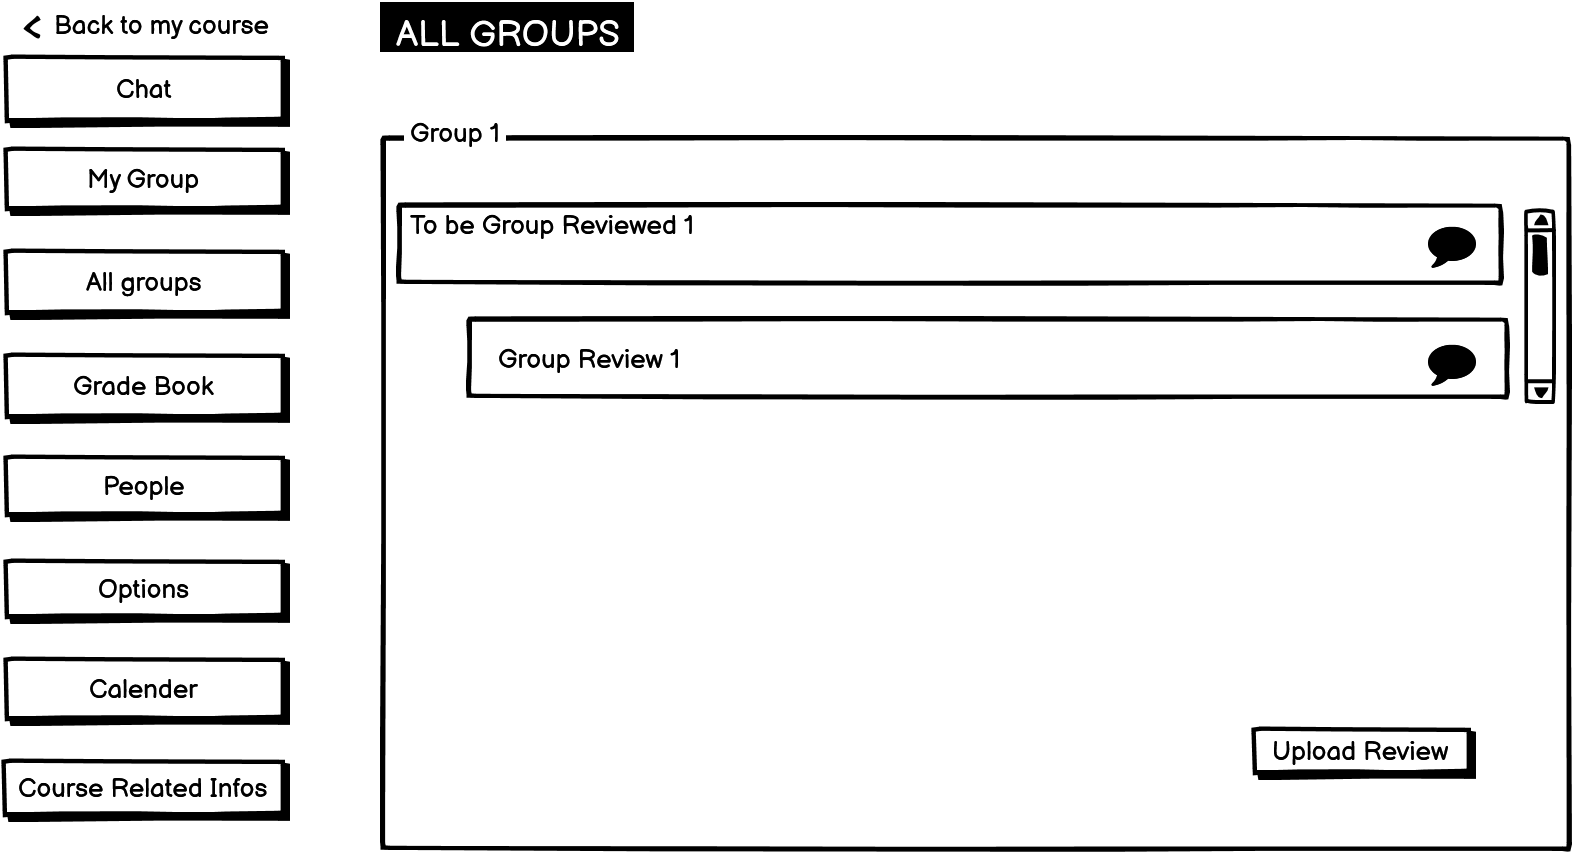 Back to my course
Chat
My Group
All groups
Grade Book
People
Options
Calender
Course Related Infos
ALL GROUPS
Group 1
To be Group Reviewed 1
Group Review 1
Upload Review